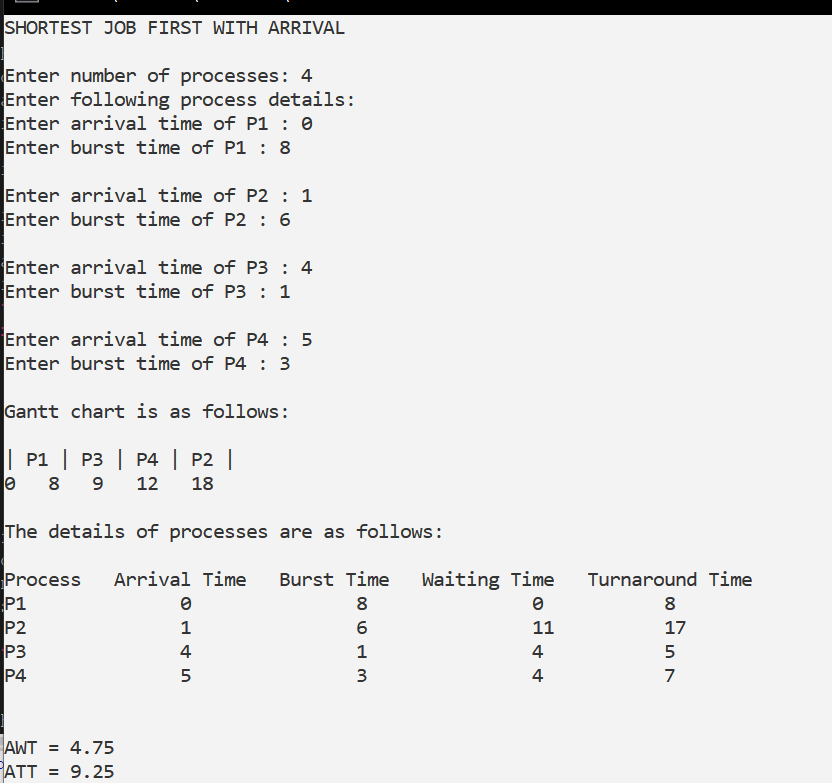 SHORTEST JOB FIRST WITH ARRIVAL
Enter number of processes: 4
Enter following process details:
Enter arrival time of P1 : 0
Enter burst time of P1 : 8
Enter arrival time of P2 : 1
Enter burst time of P2 : 6
Enter arrival time of P3 : 4
Enter burst time of P3 : 1
Enter arrival time of P4 : 5
Enter burst time of P4 : 3
Gantt chart is as follows:
| P1 | P3 | P4 | P2 |
0   8   9   12   18
The details of processes are as follows:
Process   Arrival Time   Burst Time   Waiting Time   Turnaround Time
P1   0   8   0   8
P2   1   6   11   17
P3   4   1   4   5
P4   5   3   4   7
AWT = 4.75
ATT = 9.25